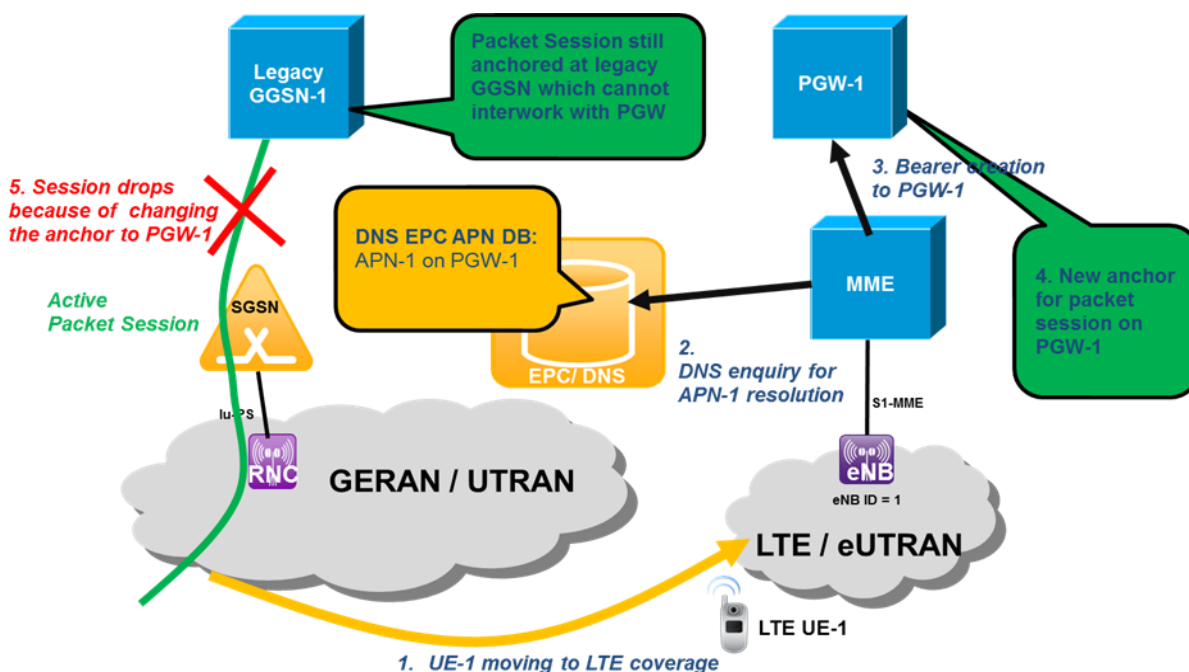 Legacy
GGSN-1
Packet Session still
anchored at legacy
GGSN which cannot
interwork with PGW
PGW-1
5. Session drops
because of changing
the anchor to PGW-1
3. Bearer creation
to PGW-1
DNS EPC APN DB:
APN-1 on PGW-1
MME
4. New anchor
for packet
session on
PGW-1
Active
Packet Session
SGSN
EPC/ DNS
2.
DNS enquiry for
APN-1 resolution
S1-MME
Iu-PS
RNC
GERAN / UTRAN
eNB
eNB ID = 1
LTE / eUTRAN
LTE UE-1
1. UE-1 moving to LTE coverage